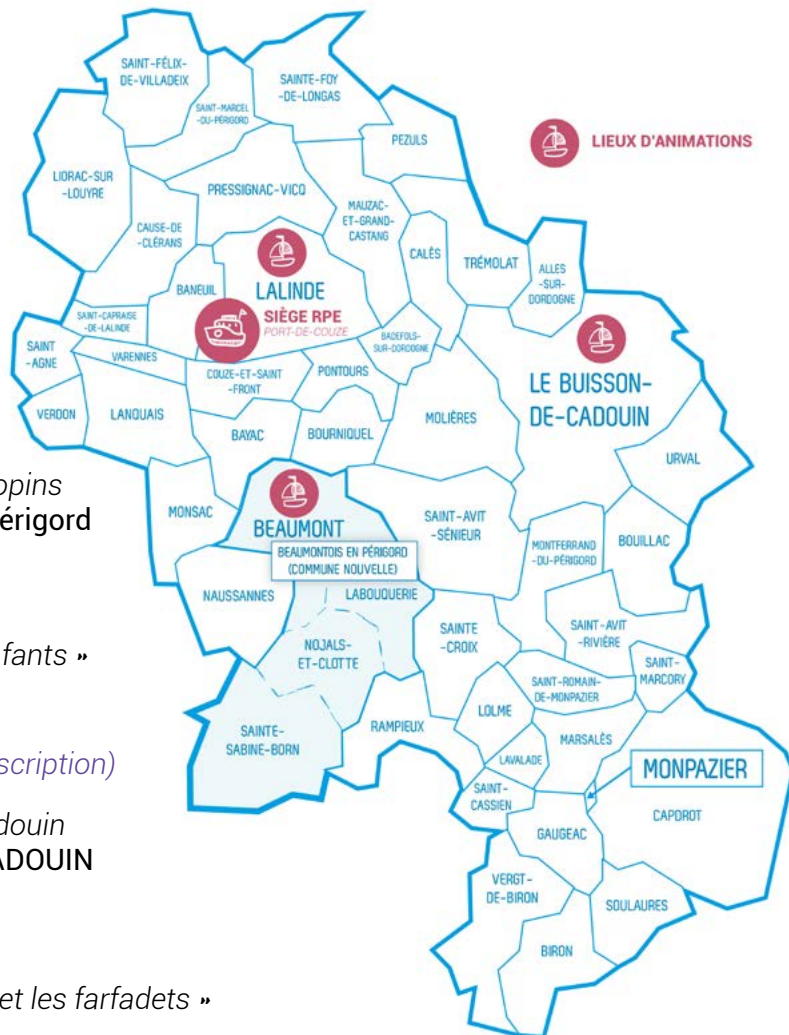 SAINT-FÉLIX-
DE-VILLADEIX
SAINTE-FOY
-DE-LONGAS
SAINT-MARCEL
-DU-PÉRIGORD
PEZULS
LIEUX D'ANIMATIONS
LIORAC-SUR
-LOUYRE
PRESSIGNAC-VICQ
MAUZAC-
ET-GRAND-
CASTANG
CAUSE-DE
-CLÉRANS
CALÈS
TRÉMOLAT
ALLES
-SUR-
DORDOGNE
BANEUIL
LALINDE
SIÈGE RPE
PORT-DE-COUZE
SAINT-CAPRAISE
-DE-LALINDE
BADEFOLS-
SUR-DORDOGNE
SAINT
-AGNE
VARENNES
COUZE-ET-SAINT
-FRONT
PONTOURS
LE BUISSON-
DE-CADOUIN
VERDON
LANQUAIS
MOLIÈRES
BAYAC
BOURNIQUEL
URVAL
opins
érigord
MONSAC
BEAUMONT
SAINT-AVIT
-SÉNIEUR
MONTFERRAND
-DU-PÉRIGORD
BOUILLAC
BEAUMONTOIS EN PÉRIGORD
(COMMUNE NOUVELLE)
NAUSSANNES
LABOUQUERIE
SAINTE
-CROIX
SAINT-AVIT
-RIVIÈRE
fants »
NOJALS-
ET-CLOTTE
SAINT-
MARCORY
SAINT-ROMAIN-
DE-MONPAZIER
LOLME
SAINTE-
SABINE-BORN
RAMPIEUX
MARSALÈS
LAVALADE
scription)
MONPAZIER
SAINT-
CASSIEN
CAPDROT
douin
ADOUIN
GAUGEAC
VERGT-
DE-BIRON
SOULAURES
BIRON
et les farfadets »